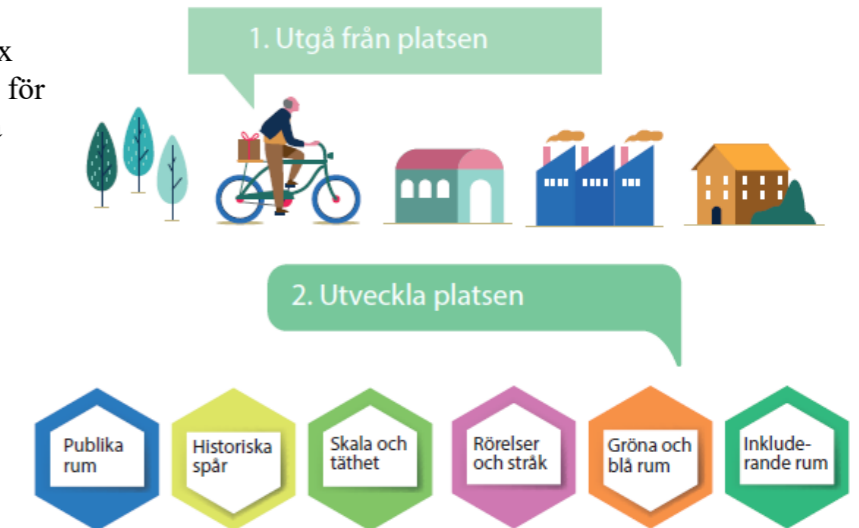 1. Utgå från platsen
x
för
2. Utveckla platsen
Publika
rum
Historiska
spår
Skala och
täthet
Rörelser
och stråk
Gröna och
blå rum
Inklude-
rande rum